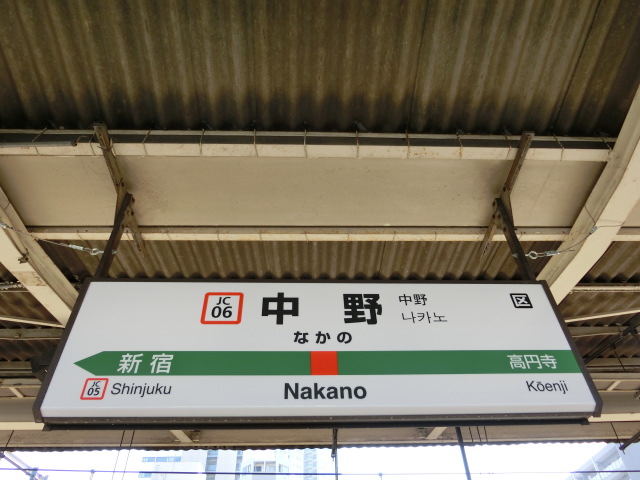 JC 06 中野 中野 区
나카노
なかの
新宿 高円寺
JC 05 Shinjuku Nakano Kōenji